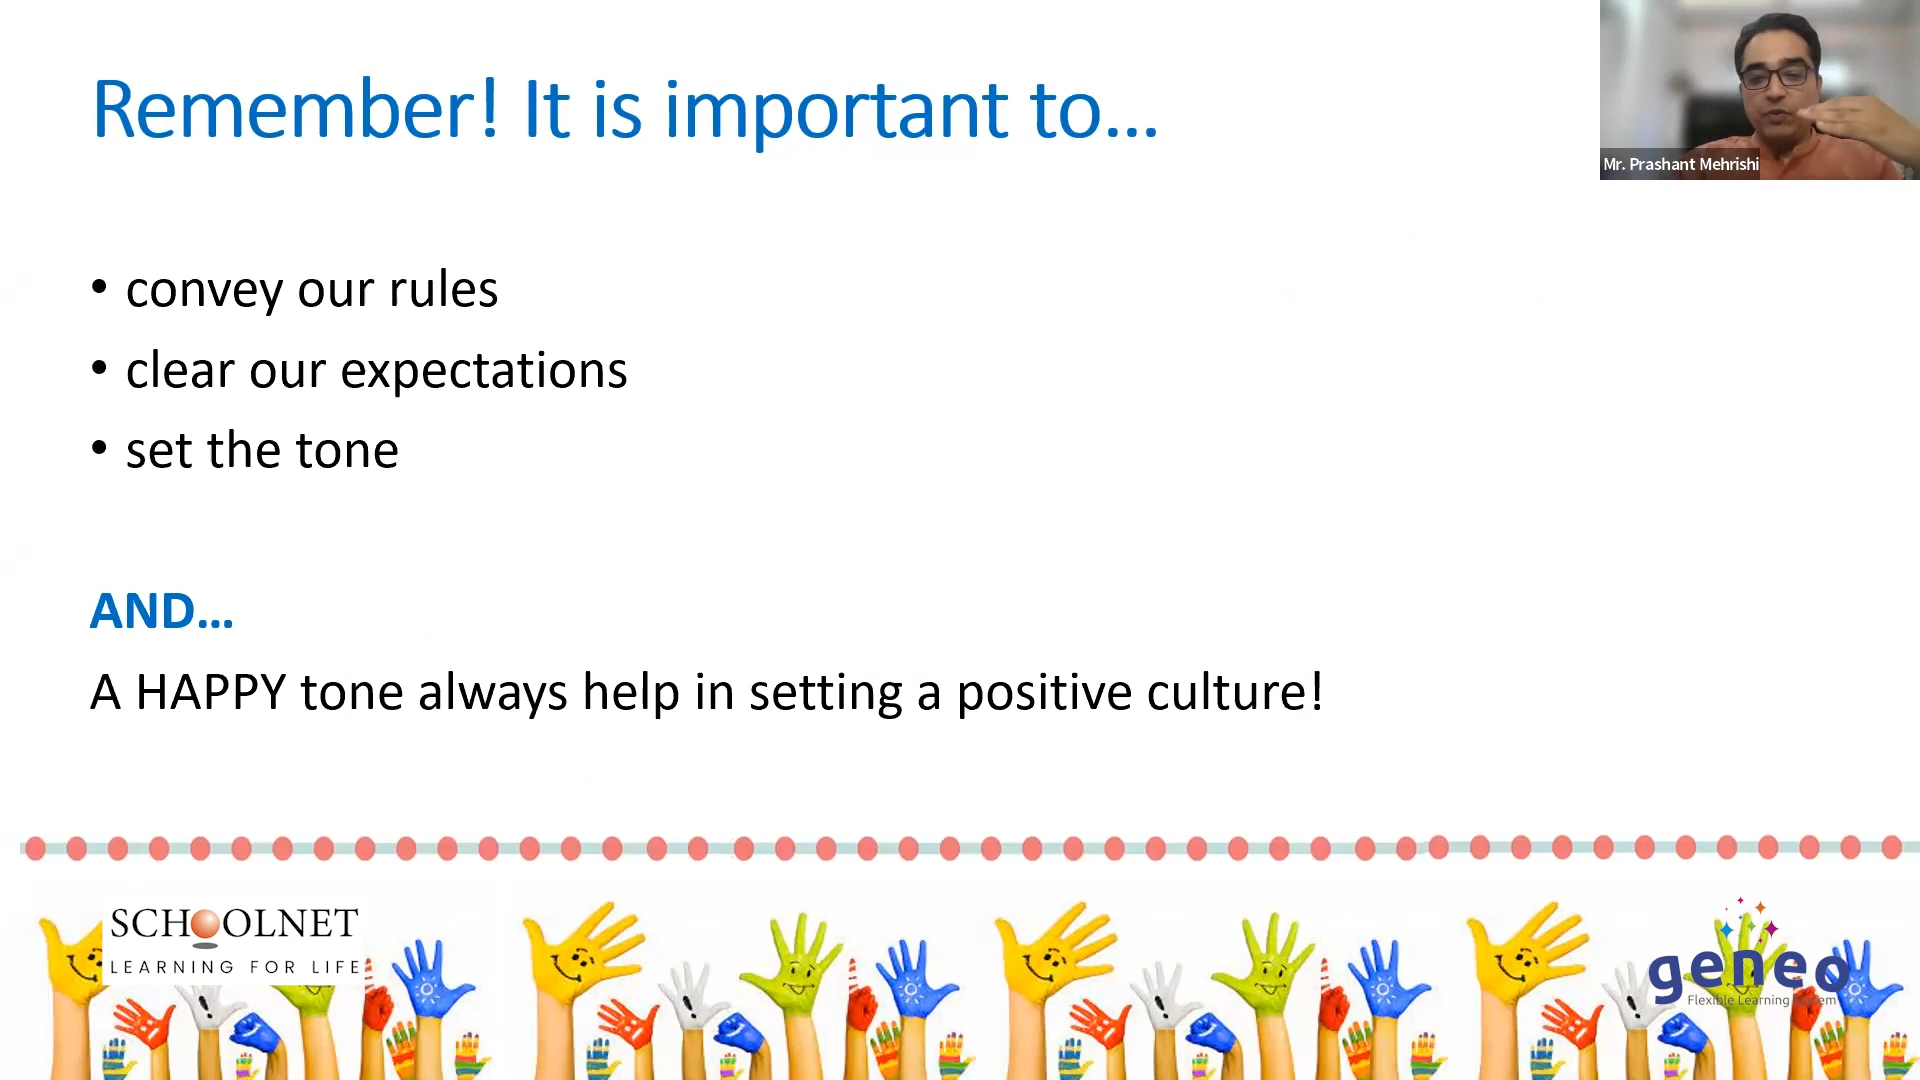 Remember! It is important to...
Mr. Prashant Mehrishi
• convey our rules
• clear our expectations
• set the tone
AND...
A HAPPY tone always help in setting a positive culture!
SCHOOLNET
LEARNING FOR LIFE
geneo
Flexible Learning System